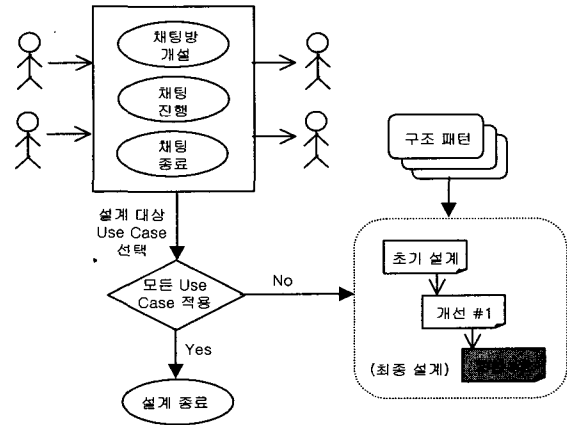 채팅방
개설
채팅
진행
채팅
종료
구조 패턴
설계 대상
Use Case
선택
초기 설계
모든 Use
Case 적용
No
개선 #1
Yes
(최종 설계)
설계 종료